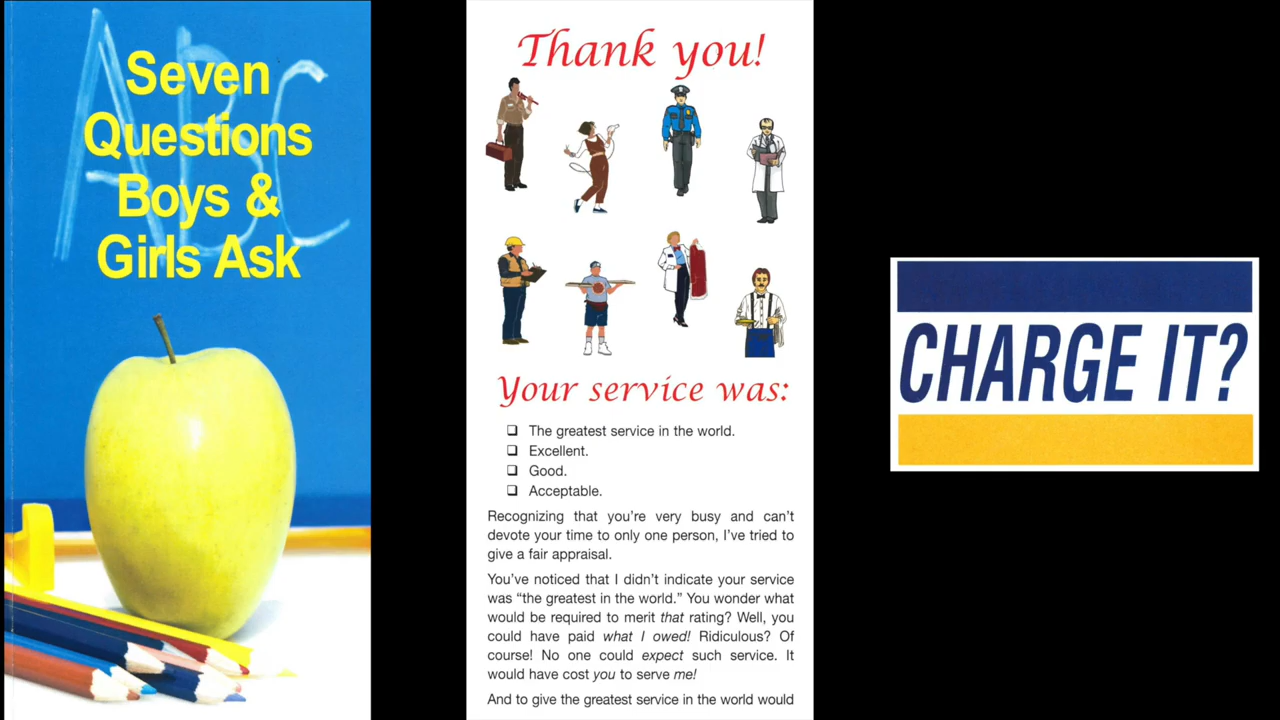 ABC
Seven
Questions
Boys &
Girls Ask
Thank you!
Your service was:
❑ The greatest service in the world.
❑ Excellent.
❑ Good.
❑ Acceptable.
Recognizing that you're very busy and can't
devote your time to only one person, I've tried to
give a fair appraisal.
You've noticed that I didn't indicate your service
was “the greatest in the world.” You wonder what
would be required to merit that rating? Well, you
could have paid what I owed! Ridiculous? Of
course! No one could expect such service. It
would have cost you to serve me!
And to give the greatest service in the world would
CHARGE IT?